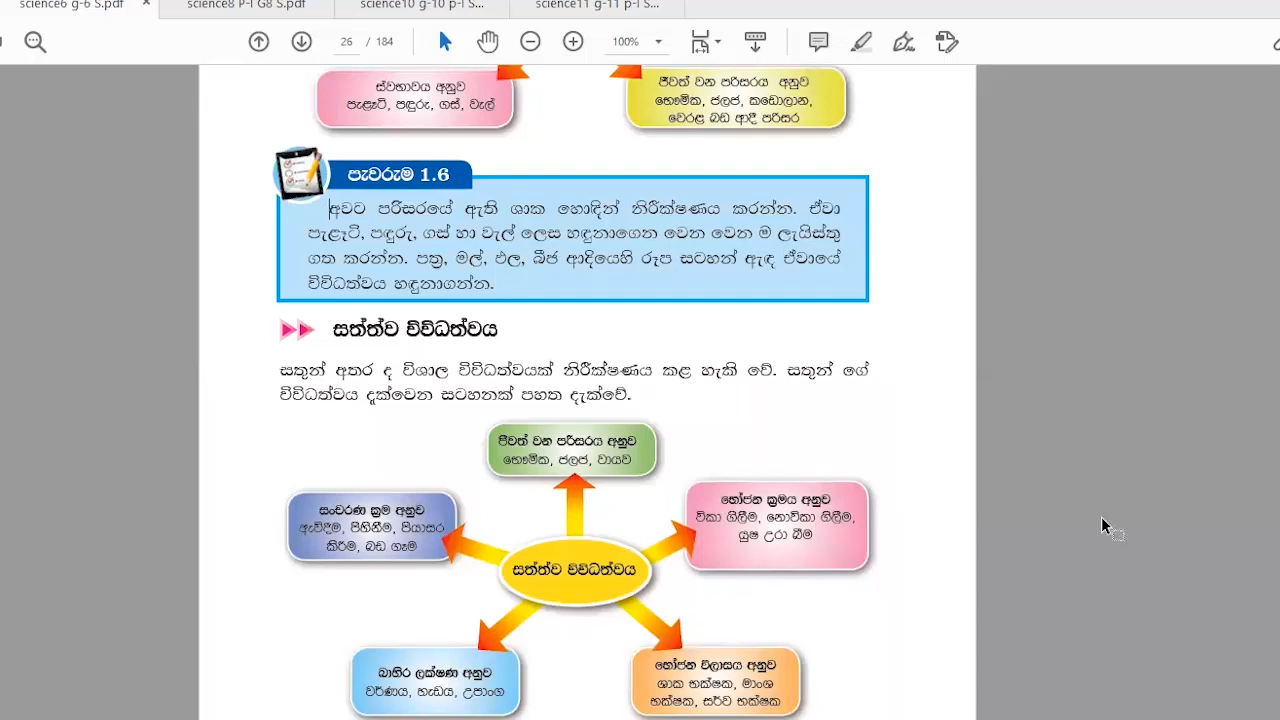 science6 g-6 S.pdf
science8 P-I G8 S.pdf
science10 g-10 p-I S...
science11 g-11 p-I S...
26 / 184
100%
ස්වභාවය අනුව
පැළෑටි, පඳුරු, ගස්, වැල්
ජීවත් වන පරිසරය අනුව
භෞමික, ජලජ, කඩොලාන,
වෙරළ බඩ ආදී පරිසර
පැවරුම 1.6
අවට පරිසරයේ ඇති ශාක හොඳින් නිරීක්ෂණය කරන්න. ඒවා
පැළෑටි, පඳුරු, ගස් හා වැල් ලෙස හඳුනාගෙන වෙන වෙන ම ලැයිස්තු
ගත කරන්න. පත්‍ර, මල්, ඵල, බීජ ආදියෙහි රූප සටහන් ඇඳ ඒවායේ
විවිධත්වය හඳුනාගන්න.
සත්ත්ව විවිධත්වය
සතුන් අතර ද විශාල විවිධත්වයක් නිරීක්ෂණය කළ හැකි වේ. සතුන් ගේ
විවිධත්වය දැක්වෙන සටහනක් පහත දැක්වේ.
ජීවත් වන පරිසරය අනුව
භෞමික, ජලජ, වායව
සංචරණ ක්‍රම අනුව
ඇවිදීම, පිහිනීම, පියාසර
කිරීම, බඩ ගෑම
භෝජන ක්‍රමය අනුව
විකා ගිලීම, නොවිකා ගිලීම,
යුෂ උරා බීම
සත්ත්ව විවිධත්වය
බාහිර ලක්ෂණ අනුව
වර්ණය, හැඩය, උපාංග
භෝජන විලාසය අනුව
ශාක භක්ෂක, මාංශ
භක්ෂක, සර්ව භක්ෂක